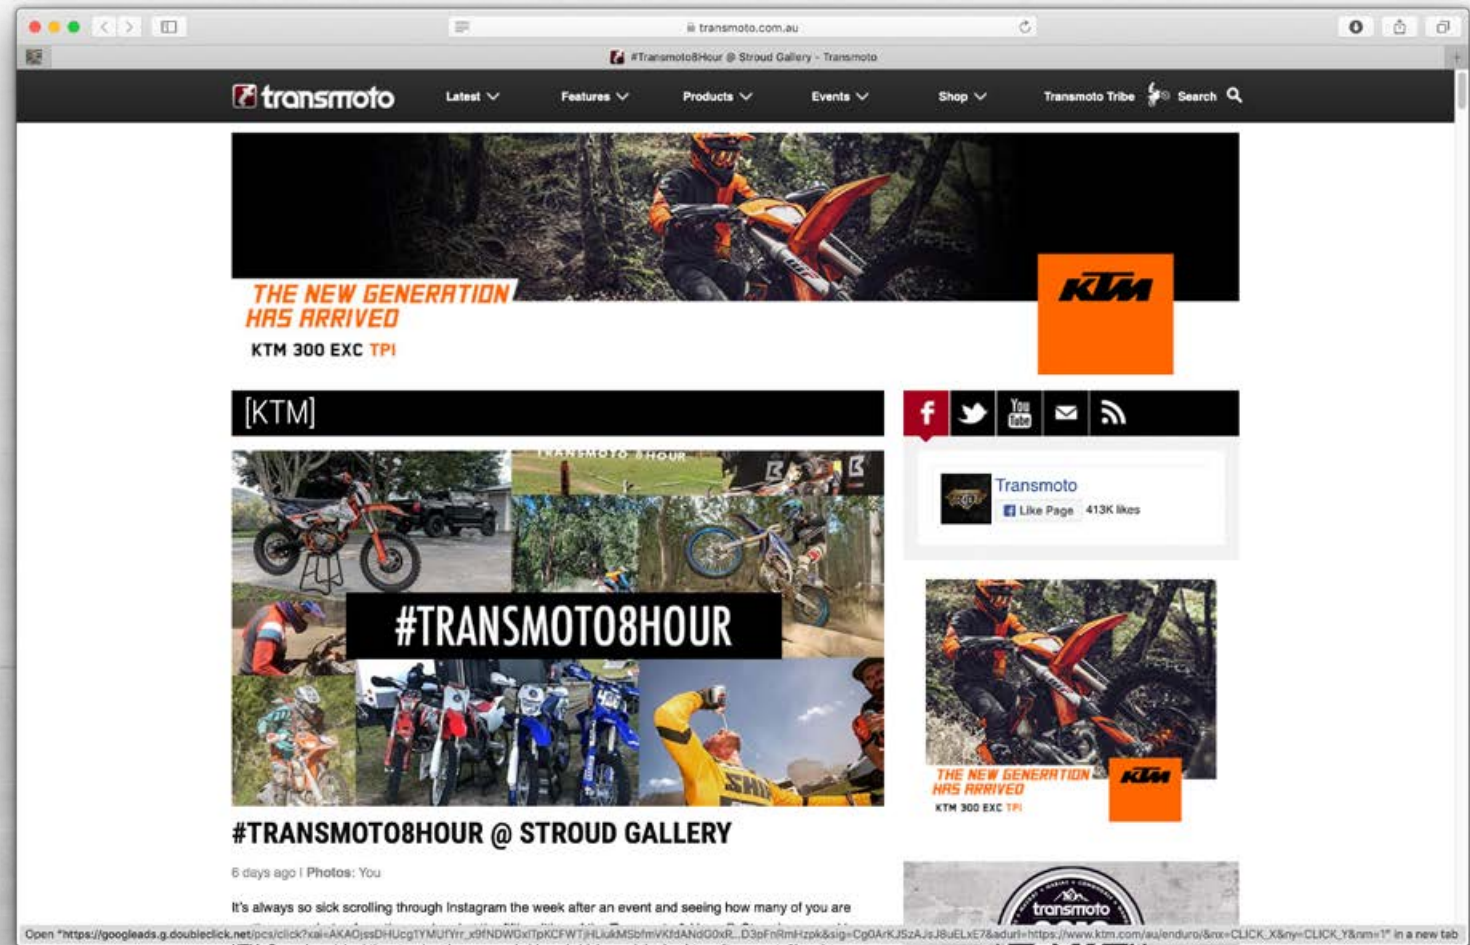 transmoto.com.au
#Transmoto8Hour @ Stroud Gallery - Transmoto
transmoto
Latest
Features
Products
Events
Shop
Transmoto Tribe
Search
THE NEW GENERATION
HAS ARRIVED
KTM 300 EXC TPI
KTM
[KTM]
f
You
Tube
TRANSMOTO 8HOUR
#TRANSMOTO8HOUR
SHIFT
Transmoto
Like Page 413K likes
THE NEW GENERATION
HAS ARRIVED
KTM 300 EXC TPI
KTM
#TRANSMOTO8HOUR @ STROUD GALLERY
6 days ago | Photos: You
It's always so sick scrolling through Instagram the week after an event and seeing how many of you are
transmoto